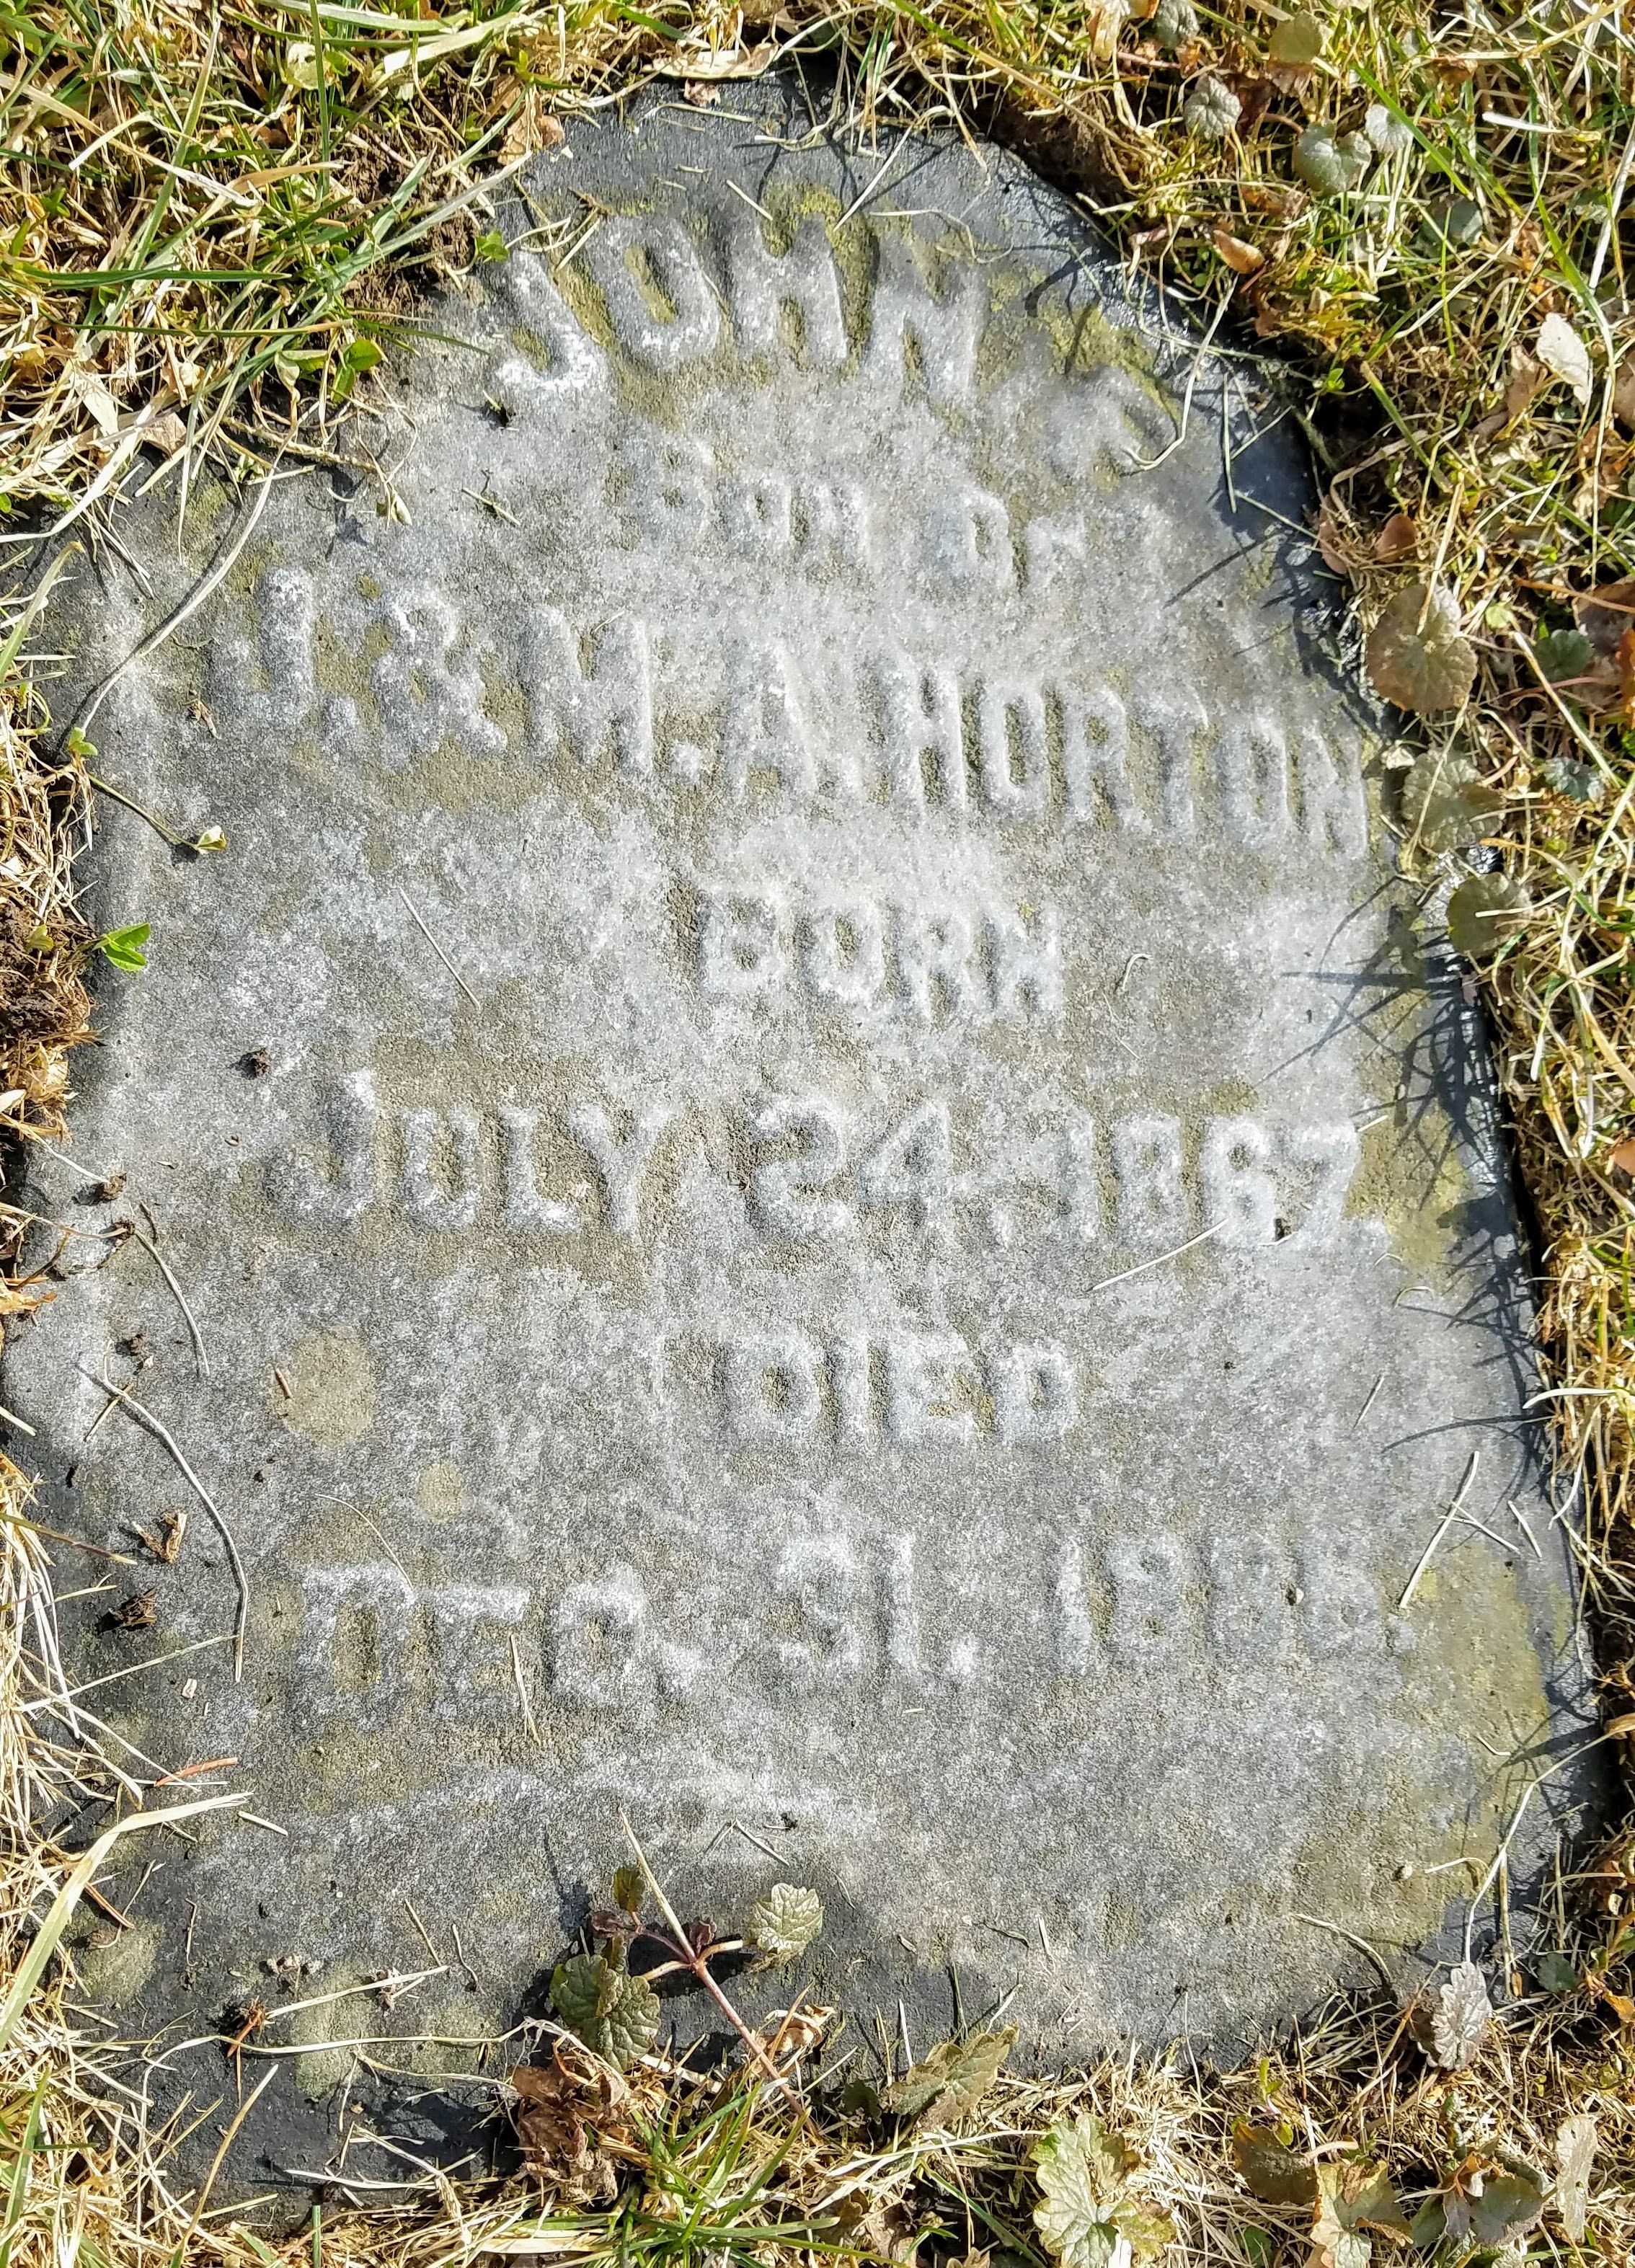 JOHN
SON OF
J. & M. A. HORTON
BORN
JULY 24, 1867.
DIED
DEC. 31,